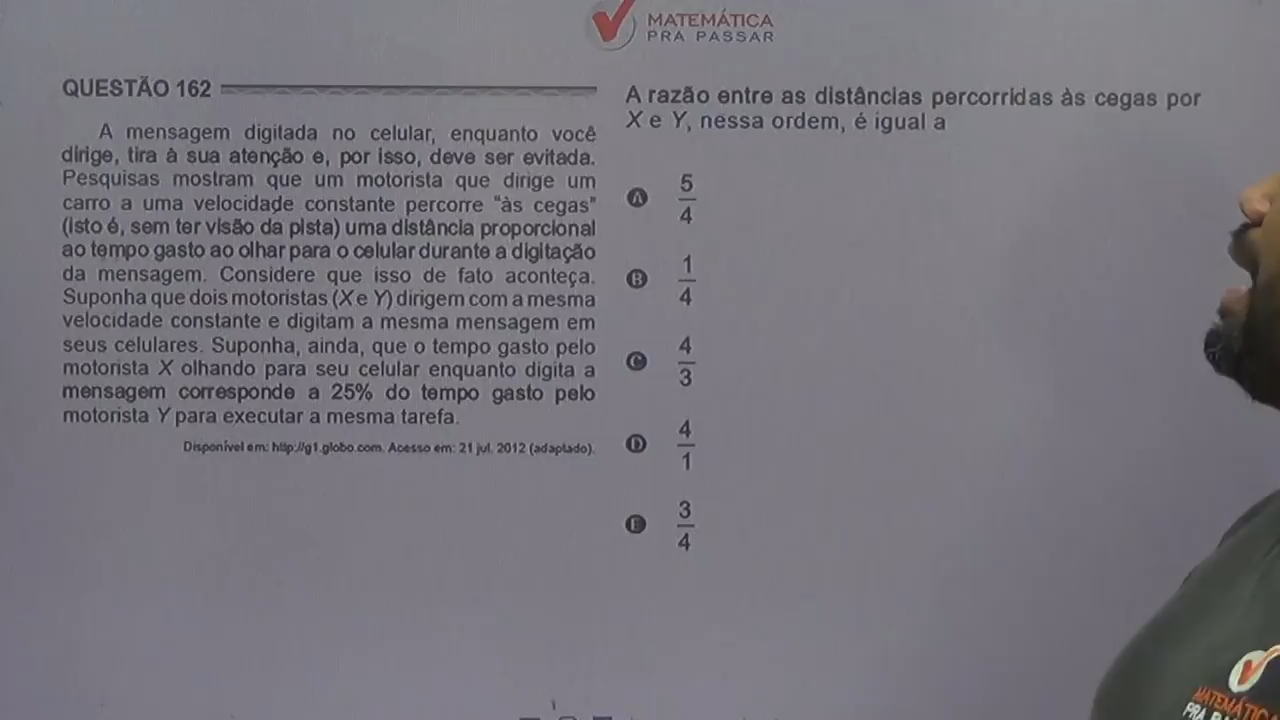 MATEMÁTICA
PRA PASSAR
QUESTÃO 162
A mensagem digitada no celular, enquanto você
dirige, tira à sua atenção e, por isso, deve ser evitada.
Pesquisas mostram que um motorista que dirige um
carro a uma velocidade constante percorre "às cegas"
(isto é, sem ter visão da pista) uma distância proporcional
ao tempo gasto ao olhar para o celular durante a digitação
da mensagem. Considere que isso de fato aconteça.
Suponha que dois motoristas (X e Y) dirigem com a mesma
velocidade constante e digitam a mesma mensagem em
seus celulares. Suponha, ainda, que o tempo gasto pelo
motorista X olhando para seu celular enquanto digita a
mensagem corresponde a 25% do tempo gasto pelo
motorista Y para executar a mesma tarefa.
Disponível em: http://g1.globo.com. Acesso em: 21 jul. 2012 (adaptado).
A razão entre as distâncias percorridas às cegas por
X e Y, nessa ordem, é igual a
A 5/4
B 1/4
C 4/3
D 4/1
E 3/4
MATEMÁTIC